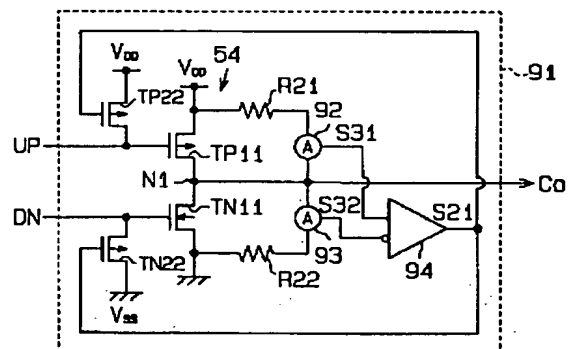 VDD
VDD
54
R21
91
TP22
92
S31
UP
TP11
N1
Co
TN11
S32
DN
S21
TN22
93
94
R22
VSS
A
A